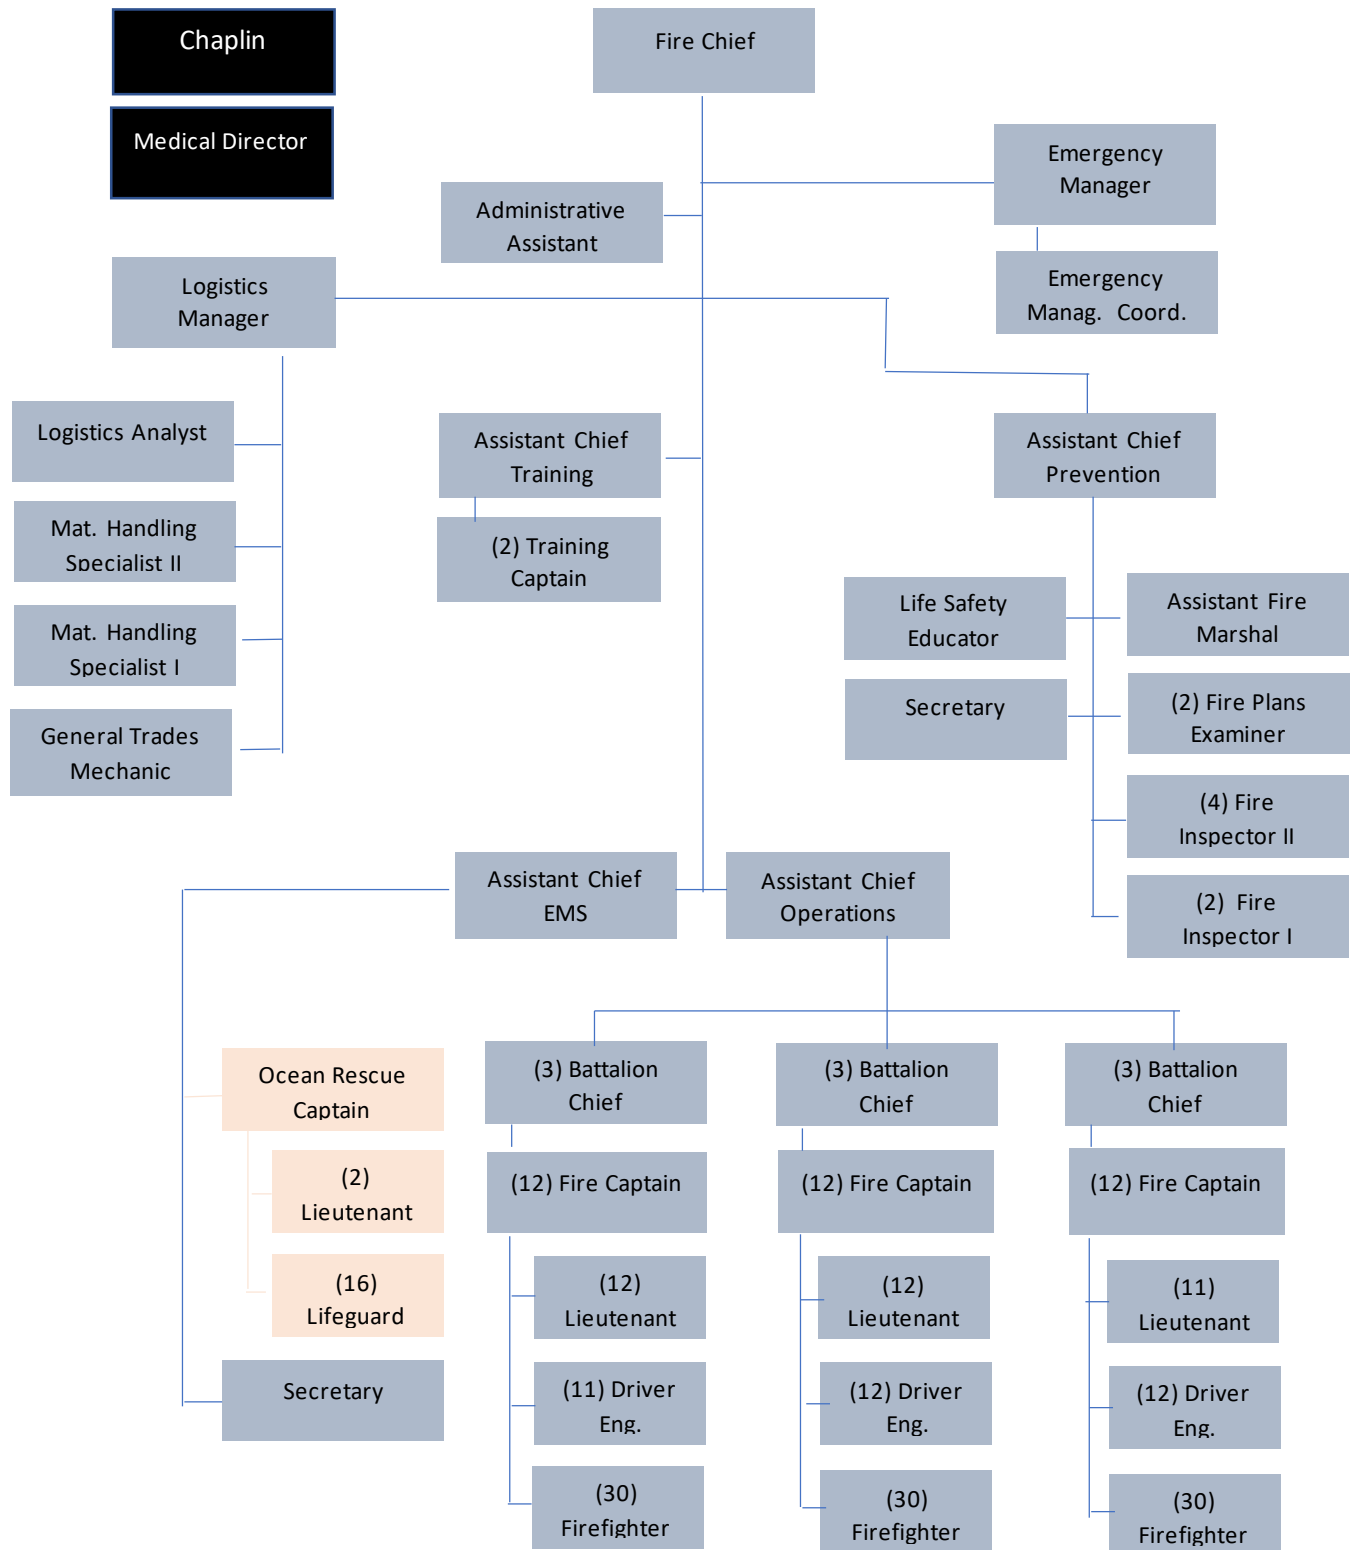 Chaplin
Fire Chief
Medical Director
Emergency
Manager
Administrative
Assistant
Logistics
Manager
Emergency
Manag. Coord.
Logistics Analyst
Assistant Chief
Training
Assistant Chief
Prevention
Mat. Handling
Specialist II
(2) Training
Captain
Life Safety
Educator
Assistant Fire
Marshal
Mat. Handling
Specialist I
Secretary
(2) Fire Plans
Examiner
General Trades
Mechanic
(4) Fire
Inspector II
Assistant Chief
EMS
Assistant Chief
Operations
(2) Fire
Inspector I
Ocean Rescue
Captain
(3) Battalion
Chief
(3) Battalion
Chief
(3) Battalion
Chief
(2)
Lieutenant
(12) Fire Captain
(12) Fire Captain
(12) Fire Captain
(16)
Lifeguard
(12)
Lieutenant
(12)
Lieutenant
(11)
Lieutenant
Secretary
(11) Driver
Eng.
(12) Driver
Eng.
(12) Driver
Eng.
(30)
Firefighter
(30)
Firefighter
(30)
Firefighter